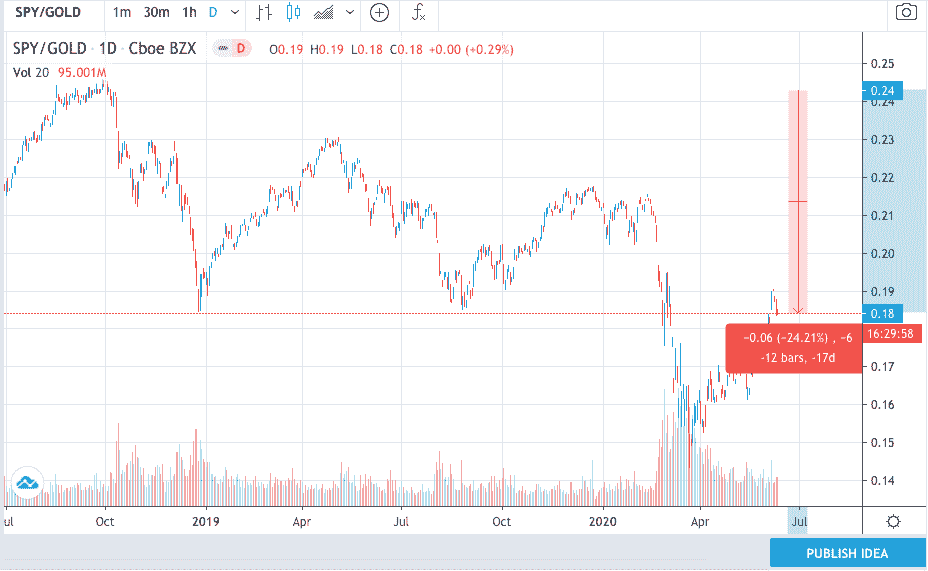 SPY/GOLD 1m 30m 1h D
SPY/GOLD · 1D · Cboe BZX D O0.19 H0.19 L0.18 C0.18 +0.00 (+0.29%)
Vol 20 95.001M
0.25
0.24
0.24
0.23
0.22
0.21
0.20
0.19
0.18
16:29:58
−0.06 (−24.21%) , −6
-12 bars, -17d
0.17
0.16
0.15
0.14
ul Oct 2019 Apr Jul Oct 2020 Apr Jul
PUBLISH IDEA